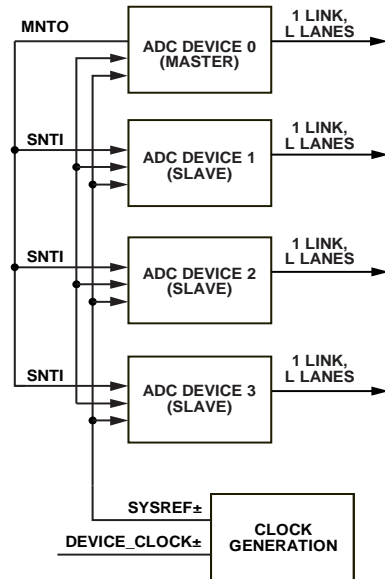 MNTO
ADC DEVICE 0
(MASTER)
1 LINK,
L LANES
SNTI
ADC DEVICE 1
(SLAVE)
1 LINK,
L LANES
SNTI
ADC DEVICE 2
(SLAVE)
1 LINK,
L LANES
SNTI
ADC DEVICE 3
(SLAVE)
1 LINK,
L LANES
SYSREF±
DEVICE_CLOCK±
CLOCK
GENERATION